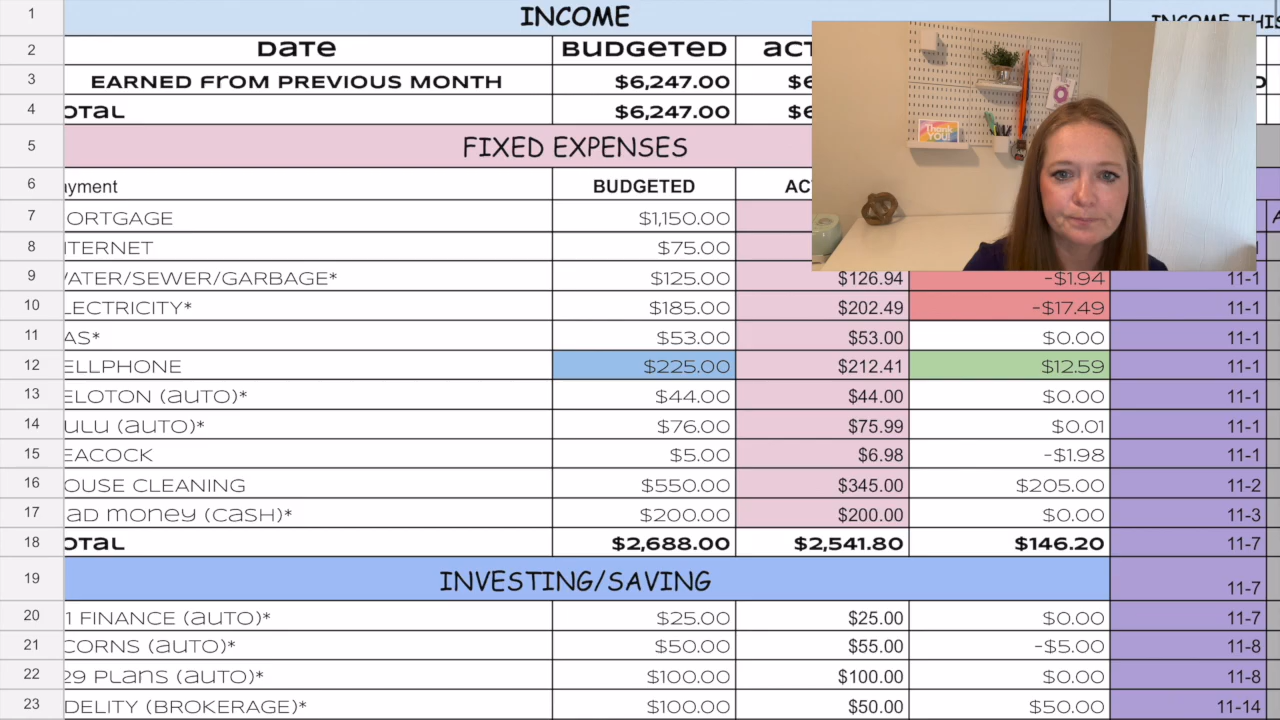 1 INCOME INCOME THIS
2 DATE BUDGETED
3 EARNED FROM PREVIOUS MONTH $6,247.00
4 OTAL $6,247.00
5 FIXED EXPENSES
6 yment BUDGETED AC
7 ORTGAGE $1,150.00
8 NTERNET $75.00
9 ATER/SEWER/GARBAGE* $125.00 $126.94 -$1.94 11-1
10 LECTRICITY* $185.00 $202.49 -$17.49 11-1
11 AS* $53.00 $53.00 $0.00 11-1
12 ELLPHONE $225.00 $212.41 $12.59 11-1
13 ELOTON (AUTO)* $44.00 $44.00 $0.00 11-1
14 ULU (AUTO)* $76.00 $75.99 $0.01 11-1
15 EACOCK $5.00 $6.98 -$1.98 11-1
16 OUSE CLEANING $550.00 $345.00 $205.00 11-2
17 AD MONEY (CASH)* $200.00 $200.00 $0.00 11-3
18 OTAL $2,688.00 $2,541.80 $146.20 11-7
19 INVESTING/SAVING 11-7
20 1 FINANCE (AUTO)* $25.00 $25.00 $0.00 11-7
21 CORNS (AUTO)* $50.00 $55.00 -$5.00 11-8
22 29 PLANS (AUTO)* $100.00 $100.00 $0.00 11-8
23 DELITY (BROKERAGE)* $100.00 $50.00 $50.00 11-14
Thank
YOU!